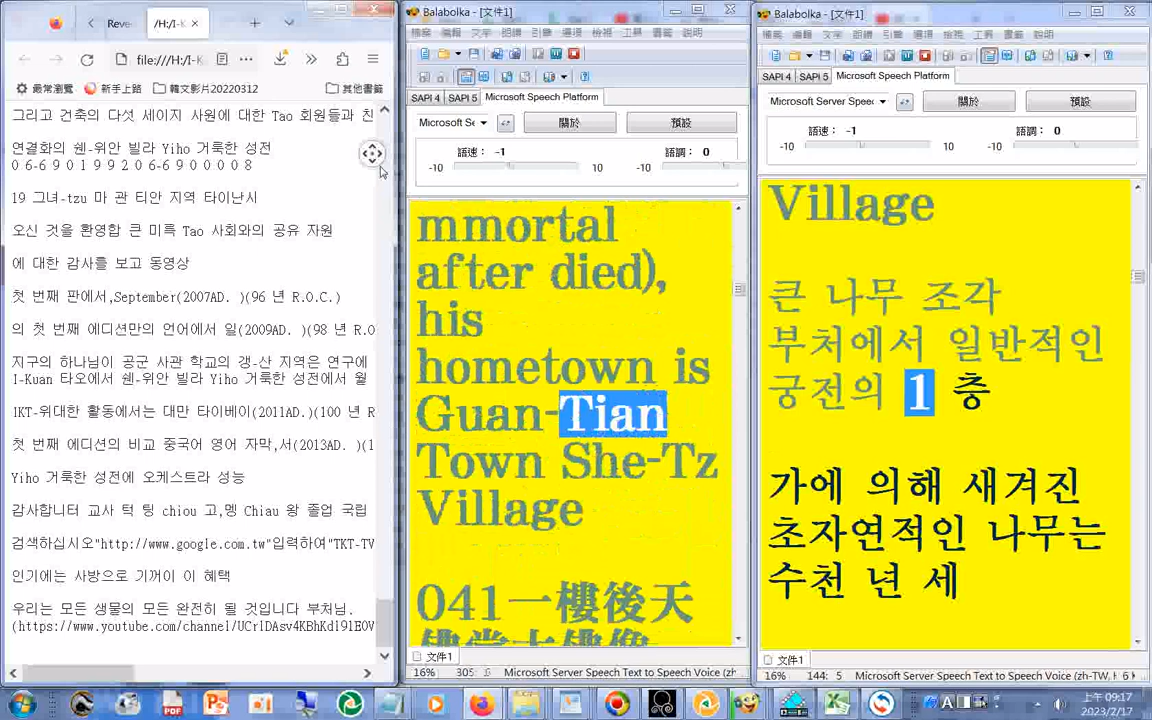 Reve
/H:/I-K
file:///H:/I-K
最常瀏覽 新手上路 韓文影片20220312 其他書籤
그리고 건축의 다섯 세이지 사원에 대한 Tao 회원들과 친
연결화의 쉔-위안 빌라 Yiho 거룩한 성전
0 6-6 9 0 1 9 9 2 0 6-6 9 0 0 0 0 8
19 그녀-tzu 마 관 티안 지역 타이난시
오신 것을 환영합 큰 미륵 Tao 사회와의 공유 자원
에 대한 감사를 보고 동영상
첫 번째 판에서,September(2007AD. )(96 년 R.O.C.)
의 첫 번째 에디션만의 언어에서 일(2009AD. )(98 년 R.O
지구의 하나님이 공군 사관 학교의 갱-산 지역은 연구에
I-Kuan 타오에서 쉔-위안 빌라 Yiho 거룩한 성전에서 월
IKT-위대한 활동에서는 대만 타이베이(2011AD.)(100 년 R
첫 번째 에디션의 비교 중국어 영어 자막,서(2013AD. )(1
Yiho 거룩한 성전에 오케스트라 성능
감사합니터 교사 턱 팅 chiou 고,멩 Chiau 왕 졸업 국립
검색하십시오"http://www.google.com.tw"입력하여"TKT-TV
인기에는 사방으로 기꺼이 이 혜택
우리는 모든 생물의 모든 완전히 될 것입니다 부처님.
(https://www.youtube.com/channel/UCrlDAsv4KBhKdl9lEOV
Balabolka - [文件1]
檔案 編輯 文字 朗讀 引擎 選項 檢視 工具 書籤 說明
SAPI 4 SAPI 5 Microsoft Speech Platform
Microsoft Se 關於 預設
語速： -1 語調： 0
-10 10 -10
mmortal
after died),
his
hometown is
Guan-Tian
Town She-Tz
Village
041一樓後天
文件1
16% 305: 6 Microsoft Server Speech Text to Speech Voice (zh
Balabolka - [文件1]
檔案 編輯 文字 朗讀 引擎 選項 檢視 工具 書籤 說明
SAPI 4 SAPI 5 Microsoft Speech Platform
Microsoft Server Spee 關於 預設
語速： -1 語調： 0
-10 10 -10
Village
큰 나무 조각
부처에서 일반적인
궁전의 1 층
가에 의해 새겨진
초자연적인 나무는
수천 년 세
文件1
16% 144: 5 Microsoft Server Speech Text to Speech Voice (zh-TW, H
上午 09:17
2023/2/17